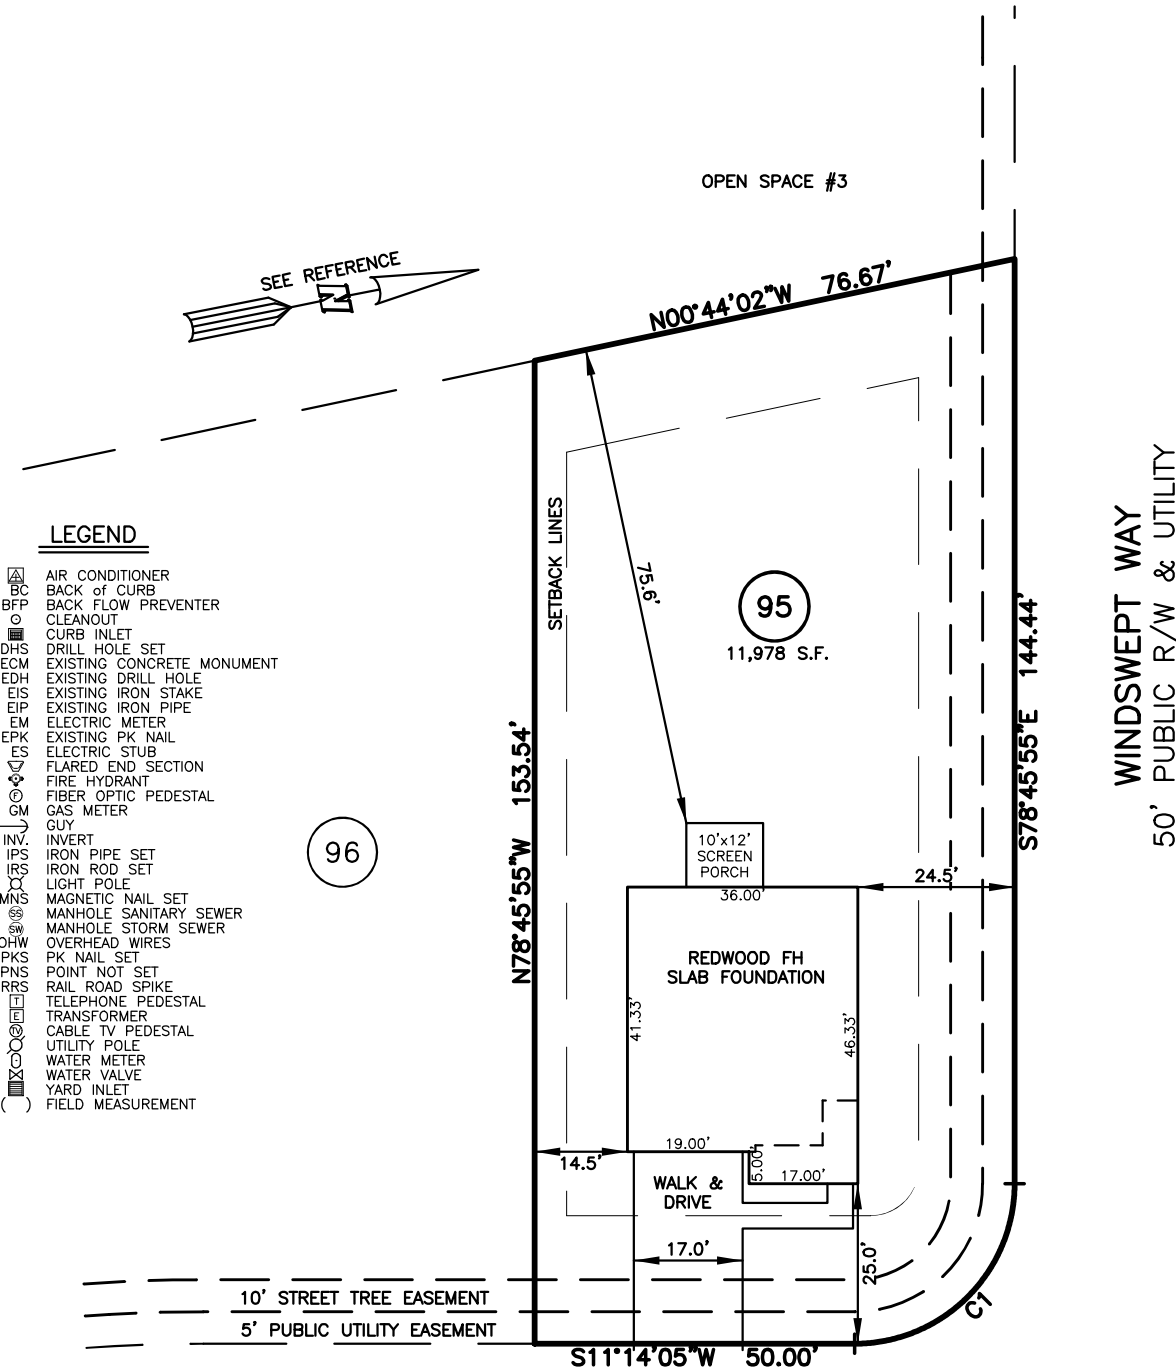 OPEN SPACE #3
SEE REFERENCE
N
N00°44'02"W 76.67'
LEGEND
AIR CONDITIONER
BC BACK of CURB
BFP BACK FLOW PREVENTER
CLEANOUT
CURB INLET
DHS DRILL HOLE SET
ECM EXISTING CONCRETE MONUMENT
EDH EXISTING DRILL HOLE
EIS EXISTING IRON STAKE
EIP EXISTING IRON PIPE
EM ELECTRIC METER
EPK EXISTING PK NAIL
ES ELECTRIC STUB
FLARED END SECTION
FIRE HYDRANT
F FIBER OPTIC PEDESTAL
GM GAS METER
GUY
INV. INVERT
IPS IRON PIPE SET
IRS IRON ROD SET
LIGHT POLE
MNS MAGNETIC NAIL SET
SS MANHOLE SANITARY SEWER
SW MANHOLE STORM SEWER
OHW OVERHEAD WIRES
PKS PK NAIL SET
PNS POINT NOT SET
RRS RAIL ROAD SPIKE
T TELEPHONE PEDESTAL
E TRANSFORMER
TV CABLE TV PEDESTAL
UTILITY POLE
WATER METER
WATER VALVE
YARD INLET
( ) FIELD MEASUREMENT
96
SETBACK LINES
75.6'
95
11,978 S.F.
N78°45'55"W 153.54'
S78°45'55"E 144.44'
WINDSWEPT WAY
50' PUBLIC R/W & UTILITY
10'x12'
SCREEN
PORCH
36.00'
24.5'
REDWOOD FH
SLAB FOUNDATION
41.33'
46.33'
19.00'
5.00'
17.00'
14.5'
WALK &
DRIVE
17.0'
25.0'
10' STREET TREE EASEMENT
5' PUBLIC UTILITY EASEMENT
C1
S11°14'05"W 50.00'